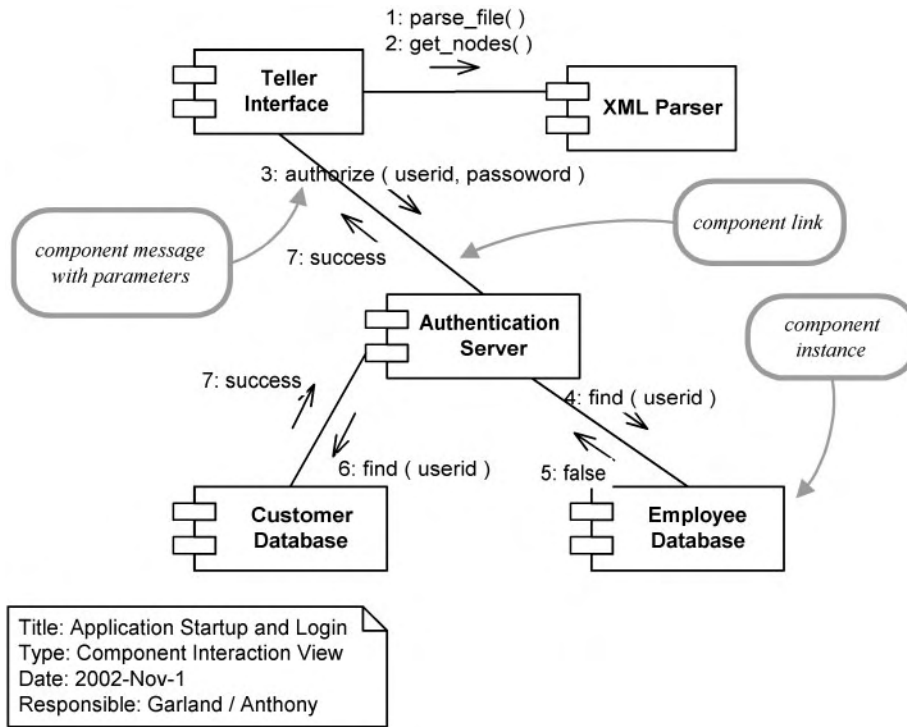 1: parse_file( )
2: get_nodes( )
Teller
Interface
XML Parser
3: authorize ( userid, passoword )
component message
with parameters
7: success
component link
Authentication
Server
component
instance
7: success
4: find ( userid )
6: find ( userid )
5: false
Customer
Database
Employee
Database
Title: Application Startup and Login
Type: Component Interaction View
Date: 2002-Nov-1
Responsible: Garland / Anthony